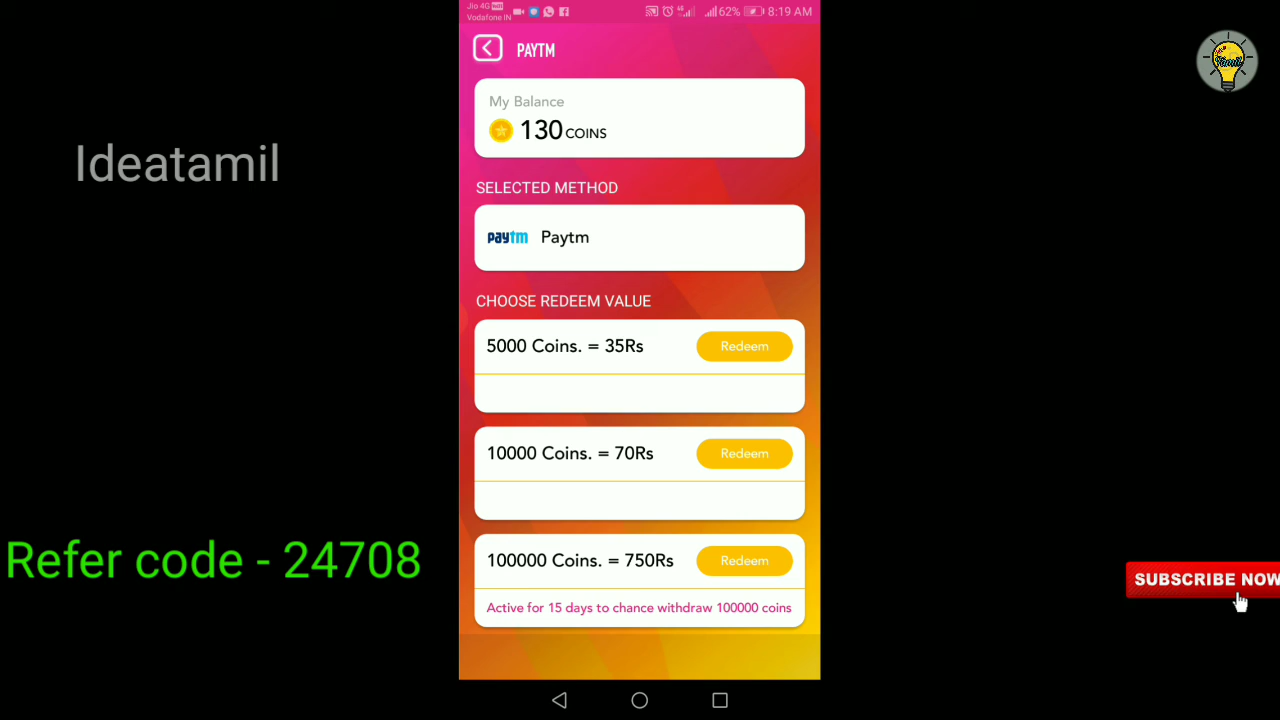 Jio 4G
Vodafone IN
62%
8:19 AM
PAYTM
My Balance
130 COINS
Ideatamil
SELECTED METHOD
paytm Paytm
CHOOSE REDEEM VALUE
5000 Coins. = 35Rs
Redeem
10000 Coins. = 70Rs
Redeem
100000 Coins. = 750Rs
Redeem
Active for 15 days to chance withdraw 100000 coins
Refer code - 24708
SUBSCRIBE NOW